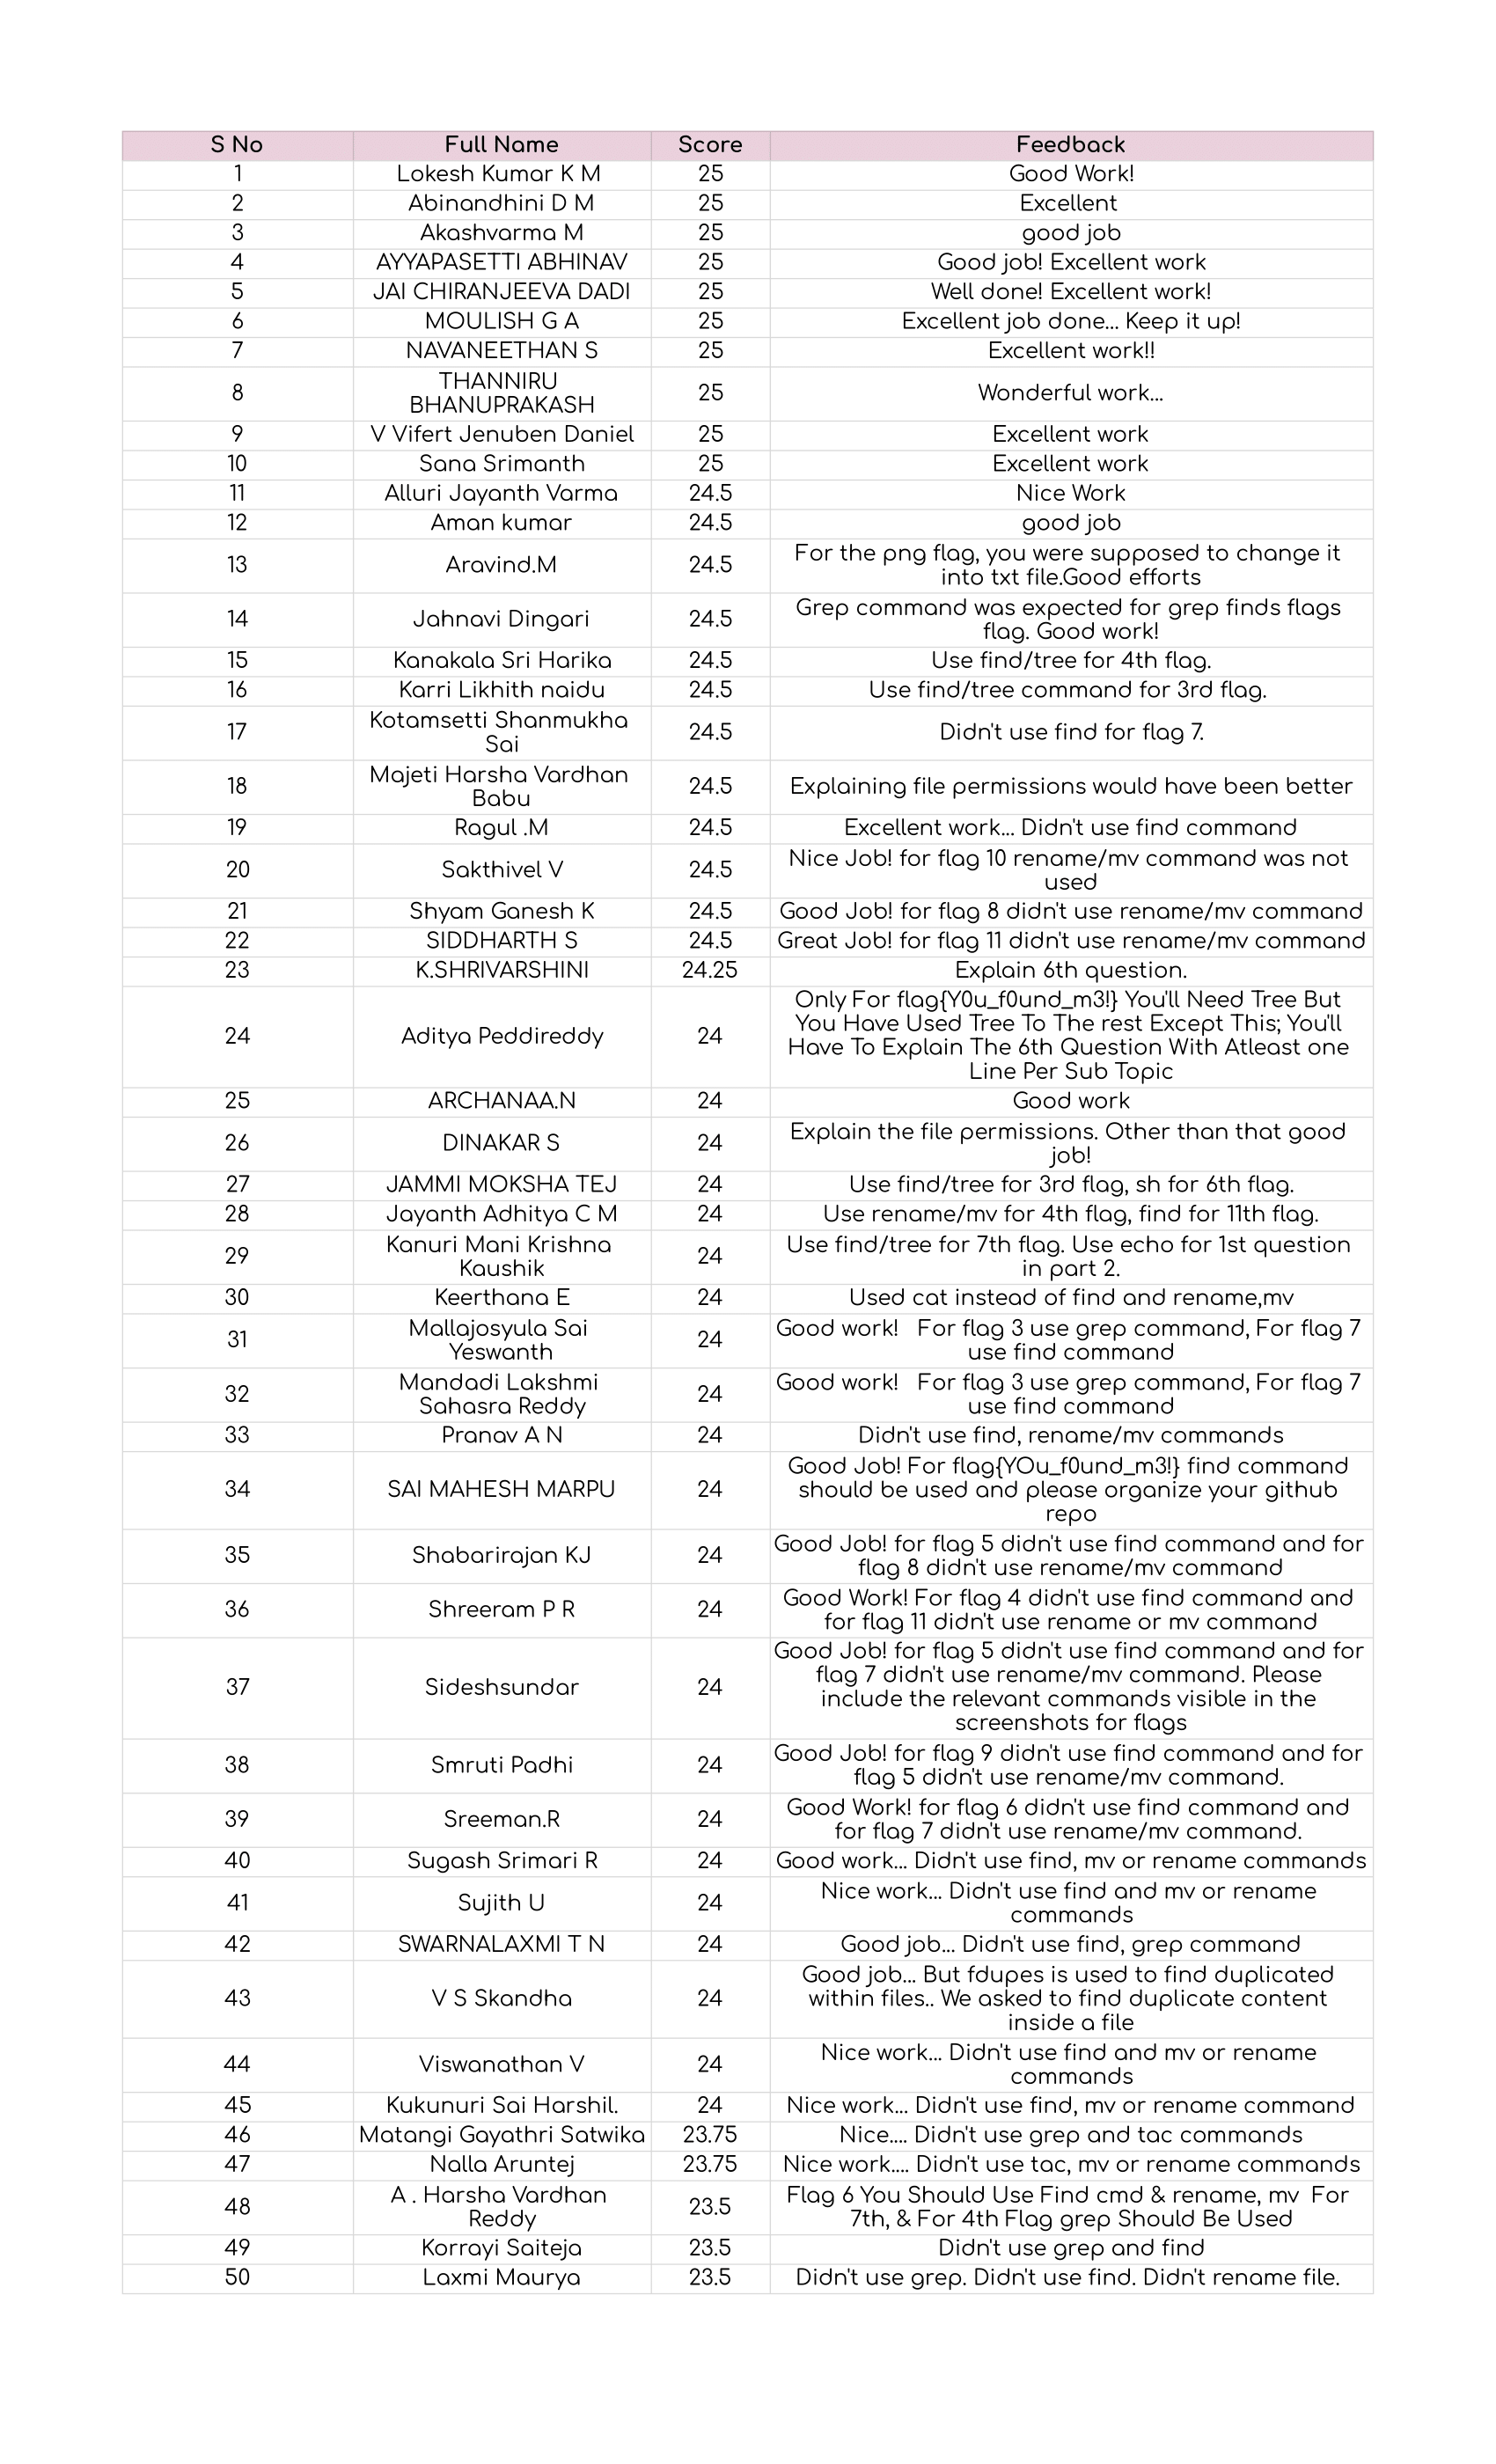 S No Full Name Score Feedback
1 Lokesh Kumar K M 25 Good Work!
2 Abinandhini D M 25 Excellent
3 Akashvarma M 25 good job
4 AYYAPASETTI ABHINAV 25 Good job! Excellent work
5 JAI CHIRANJEEVA DADI 25 Well done! Excellent work!
6 MOULISH G A 25 Excellent job done... Keep it up!
7 NAVANEETHAN S 25 Excellent work!!
8 THANNIRU
BHANUPRAKASH 25 Wonderful work...
9 V Vifert Jenuben Daniel 25 Excellent work
10 Sana Srimanth 25 Excellent work
11 Alluri Jayanth Varma 24.5 Nice Work
12 Aman kumar 24.5 good job
13 Aravind.M 24.5 For the png flag, you were supposed to change it
into txt file.Good efforts
14 Jahnavi Dingari 24.5 Grep command was expected for grep finds flags
flag. Good work!
15 Kanakala Sri Harika 24.5 Use find/tree for 4th flag.
16 Karri Likhith naidu 24.5 Use find/tree command for 3rd flag.
17 Kotamsetti Shanmukha
Sai 24.5 Didn't use find for flag 7.
18 Majeti Harsha Vardhan
Babu 24.5 Explaining file permissions would have been better
19 Ragul .M 24.5 Excellent work... Didn't use find command
20 Sakthivel V 24.5 Nice Job! for flag 10 rename/mv command was not
used
21 Shyam Ganesh K 24.5 Good Job! for flag 8 didn't use rename/mv command
22 SIDDHARTH S 24.5 Great Job! for flag 11 didn't use rename/mv command
23 K.SHRIVARSHINI 24.25 Explain 6th question.
24 Aditya Peddireddy 24 Only For flag{Y0u_f0und_m3!} You'll Need Tree But
You Have Used Tree To The rest Except This; You'll
Have To Explain The 6th Question With Atleast one
Line Per Sub Topic
25 ARCHANAA.N 24 Good work
26 DINAKAR S 24 Explain the file permissions. Other than that good
job!
27 JAMMI MOKSHA TEJ 24 Use find/tree for 3rd flag, sh for 6th flag.
28 Jayanth Adhitya C M 24 Use rename/mv for 4th flag, find for 11th flag.
29 Kanuri Mani Krishna
Kaushik 24 Use find/tree for 7th flag. Use echo for 1st question
in part 2.
30 Keerthana E 24 Used cat instead of find and rename,mv
31 Mallajosyula Sai
Yeswanth 24 Good work!   For flag 3 use grep command, For flag 7
use find command
32 Mandadi Lakshmi
Sahasra Reddy 24 Good work!   For flag 3 use grep command, For flag 7
use find command
33 Pranav A N 24 Didn't use find, rename/mv commands
34 SAI MAHESH MARPU 24 Good Job! For flag{YOu_f0und_m3!} find command
should be used and please organize your github
repo
35 Shabarirajan KJ 24 Good Job! for flag 5 didn't use find command and for
flag 8 didn't use rename/mv command
36 Shreeram P R 24 Good Work! For flag 4 didn't use find command and
for flag 11 didn't use rename or mv command
37 Sideshsundar 24 Good Job! for flag 5 didn't use find command and for
flag 7 didn't use rename/mv command. Please
include the relevant commands visible in the
screenshots for flags
38 Smruti Padhi 24 Good Job! for flag 9 didn't use find command and for
flag 5 didn't use rename/mv command.
39 Sreeman.R 24 Good Work! for flag 6 didn't use find command and
for flag 7 didn't use rename/mv command.
40 Sugash Srimari R 24 Good work... Didn't use find, mv or rename commands
41 Sujith U 24 Nice work... Didn't use find and mv or rename
commands
42 SWARNALAXMI T N 24 Good job... Didn't use find, grep command
43 V S Skandha 24 Good job... But fdupes is used to find duplicated
within files.. We asked to find duplicate content
inside a file
44 Viswanathan V 24 Nice work... Didn't use find and mv or rename
commands
45 Kukunuri Sai Harshil. 24 Nice work... Didn't use find, mv or rename command
46 Matangi Gayathri Satwika 23.75 Nice.... Didn't use grep and tac commands
47 Nalla Aruntej 23.75 Nice work.... Didn't use tac, mv or rename commands
48 A . Harsha Vardhan
Reddy 23.5 Flag 6 You Should Use Find cmd & rename, mv  For
7th, & For 4th Flag grep Should Be Used
49 Korrayi Saiteja 23.5 Didn't use grep and find
50 Laxmi Maurya 23.5 Didn't use grep. Didn't use find. Didn't rename file.